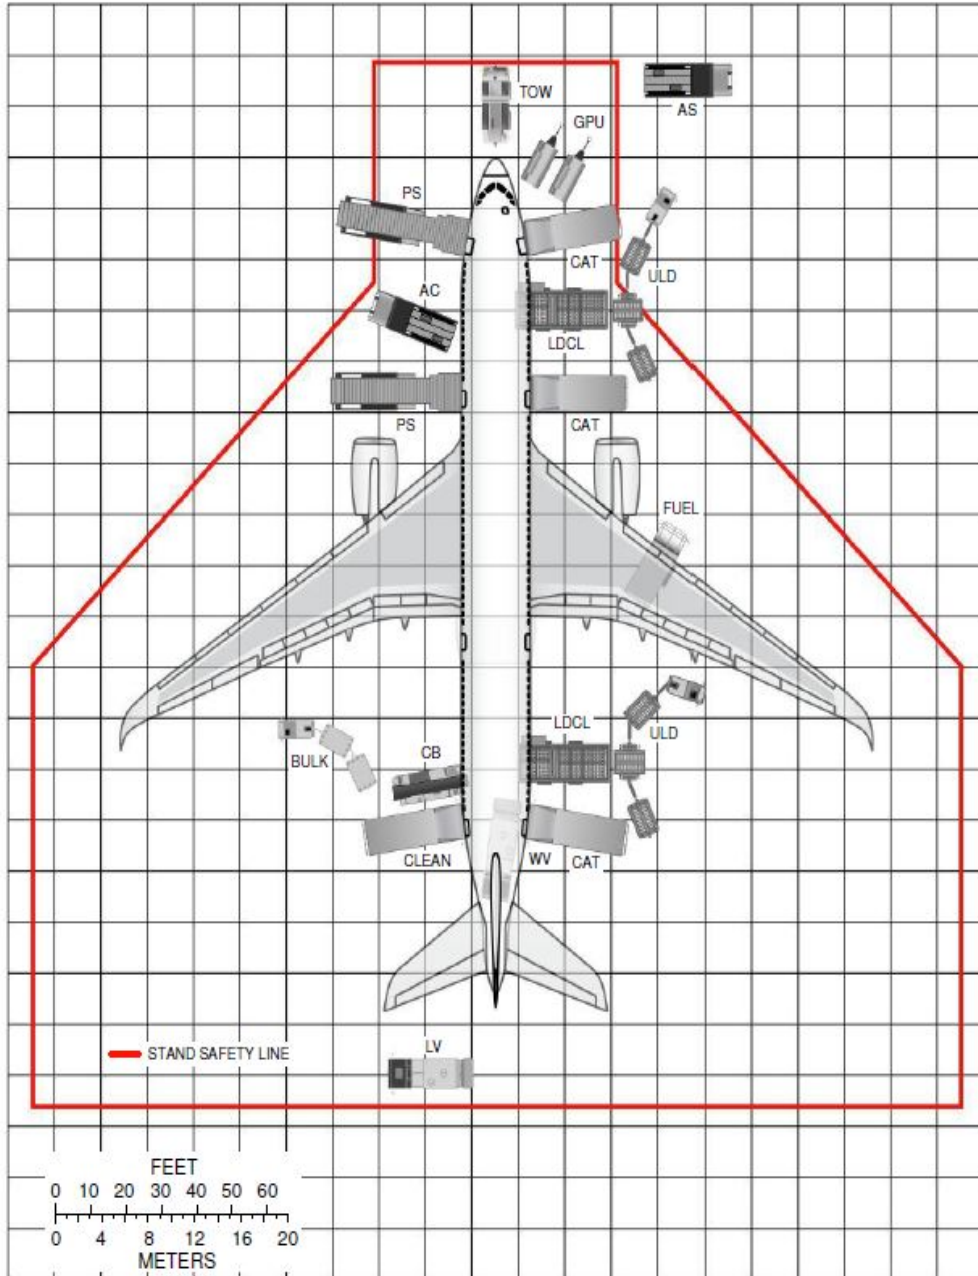 TOW
AS
GPU
PS
CAT
ULD
AC
LDCL
PS
CAT
FUEL
LDCL
ULD
BULK
CB
CLEAN
WV
CAT
LV
STAND SAFETY LINE
FEET
0 10 20 30 40 50 60
0 4 8 12 16 20
METERS